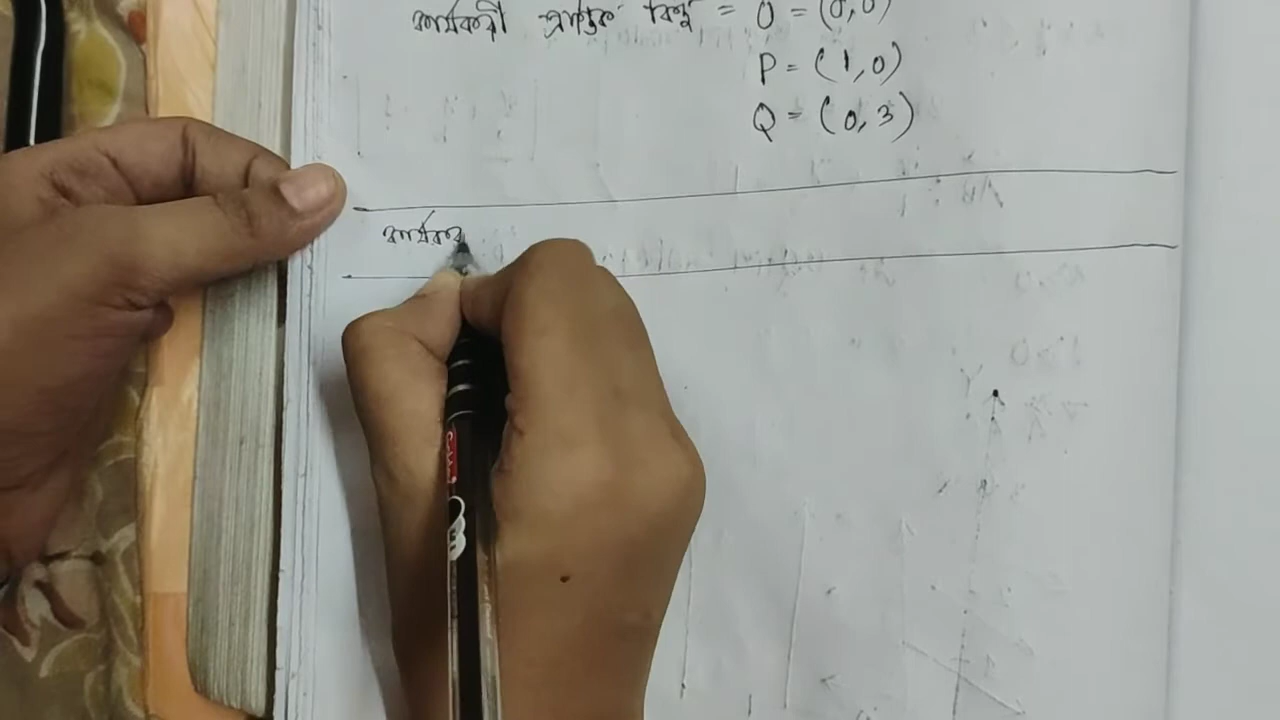 কার্যকরী প্রান্তিক বিন্দু = O = (0,0)
P = (1,0)
Q = (0,3)
কার্যকর